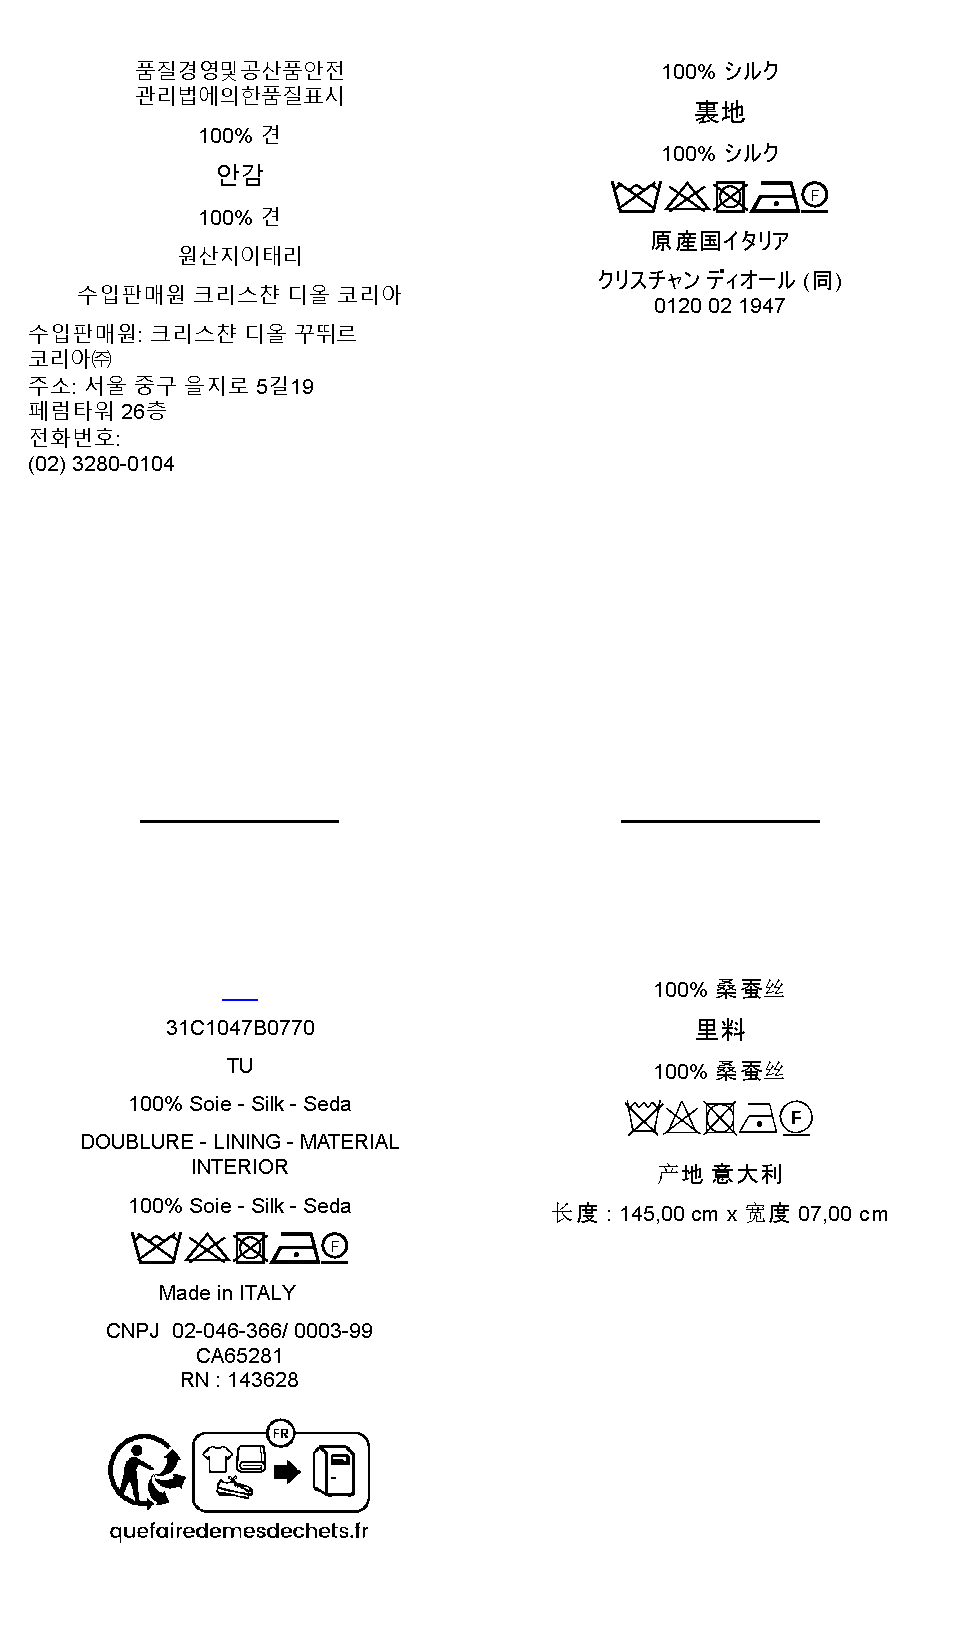 품질경영및공산품안전
관리법에의한품질표시
100% 견
안감
100% 견
원산지이태리
수입판매원 크리스챤 디올 코리아
수입판매원: 크리스챤 디올 꾸뛰르
코리아㈜
주소: 서울 중구 을지로 5길19
페럼타워 26층
전화번호:
(02) 3280-0104
100% シルク
裏地
100% シルク
F
原産国イタリア
クリスチャン ディオール (同)
0120 02 1947
31C1047B0770
TU
100% Soie - Silk - Seda
DOUBLURE - LINING - MATERIAL
INTERIOR
100% Soie - Silk - Seda
F
Made in ITALY
CNPJ 02-046-366/ 0003-99
CA65281
RN : 143628
FR
quefairedemesdechets.fr
100% 桑蚕丝
里料
100% 桑蚕丝
F
产地 意大利
长度 : 145,00 cm x 宽度 07,00 cm